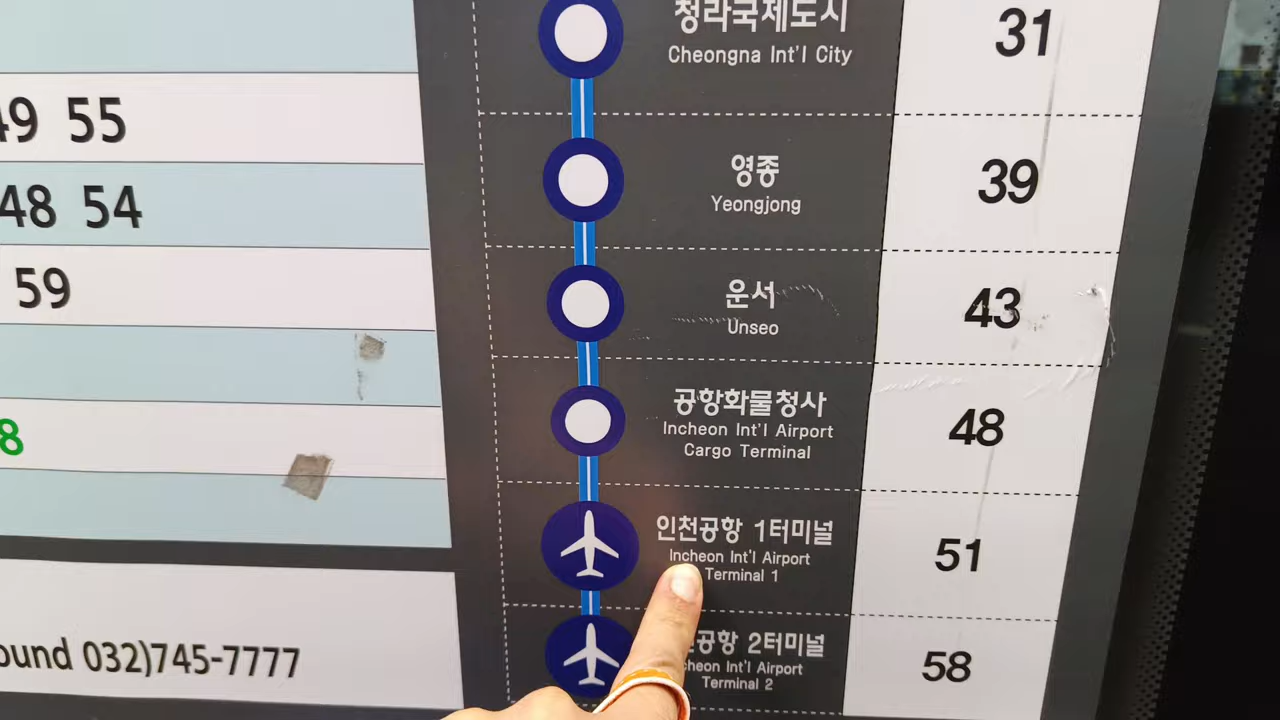 49 55
48 54
59
8
ound 032)745-7777
청라국제도시
Cheongna Int'l City
31
영종
Yeongjong
39
운서
Unseo
43
공항화물청사
Incheon Int'l Airport
Cargo Terminal
48
인천공항 1터미널
Incheon Int'l Airport
Terminal 1
51
공항 2터미널
cheon Int'l Airport
Terminal 2
58